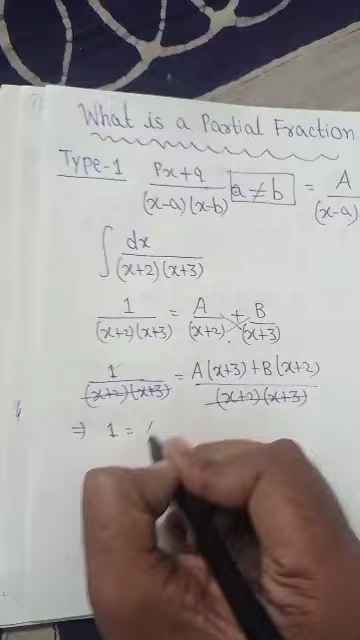 What is a Partial Fraction
Type-1 Px+q/(x-a)(x-b) a≠b = A/(x-a)
∫ dx/(x+2)(x+3)
1/(x+2)(x+3) = A/(x+2) + B/(x+3)
1/(x+2)(x+3) = A(x+3)+B(x+2)/(x+2)(x+3)
⇒ 1 =